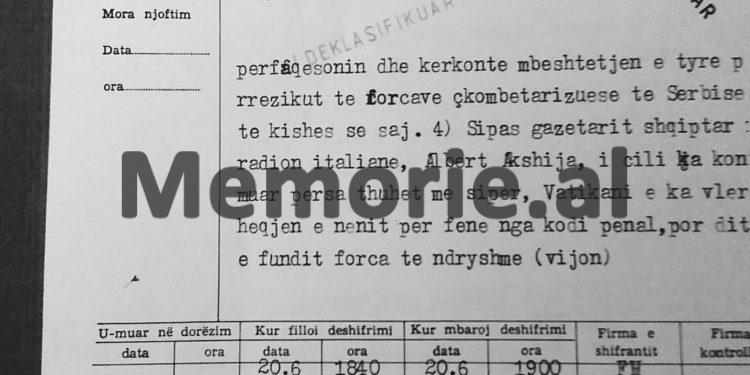 Mora njoftim
Data
ora
I DEKLASIFIKUAR
AR
perfaqesonin dhe kerkonte mbeshtetjen e tyre p
rrezikut te forcave çkombetarizuese te Serbise
te kishes se saj. 4) Sipas gazetarit shqiptar
radion italiane, Albert Akshija, i cili ka kon
muar persa thuhet me siper, Vatikani e ka vler
heqjen e nenit per fene nga kodi penal,por dit
e fundit forca te ndryshme (vijon)
Memorie.al
U-muar në dorëzim Kur filloi deshifrimi Kur mbaroj deshifrimi Firma e Firma
shifrantit kontroll
data ora data ora data ora
20.6 1840 20.6 1900